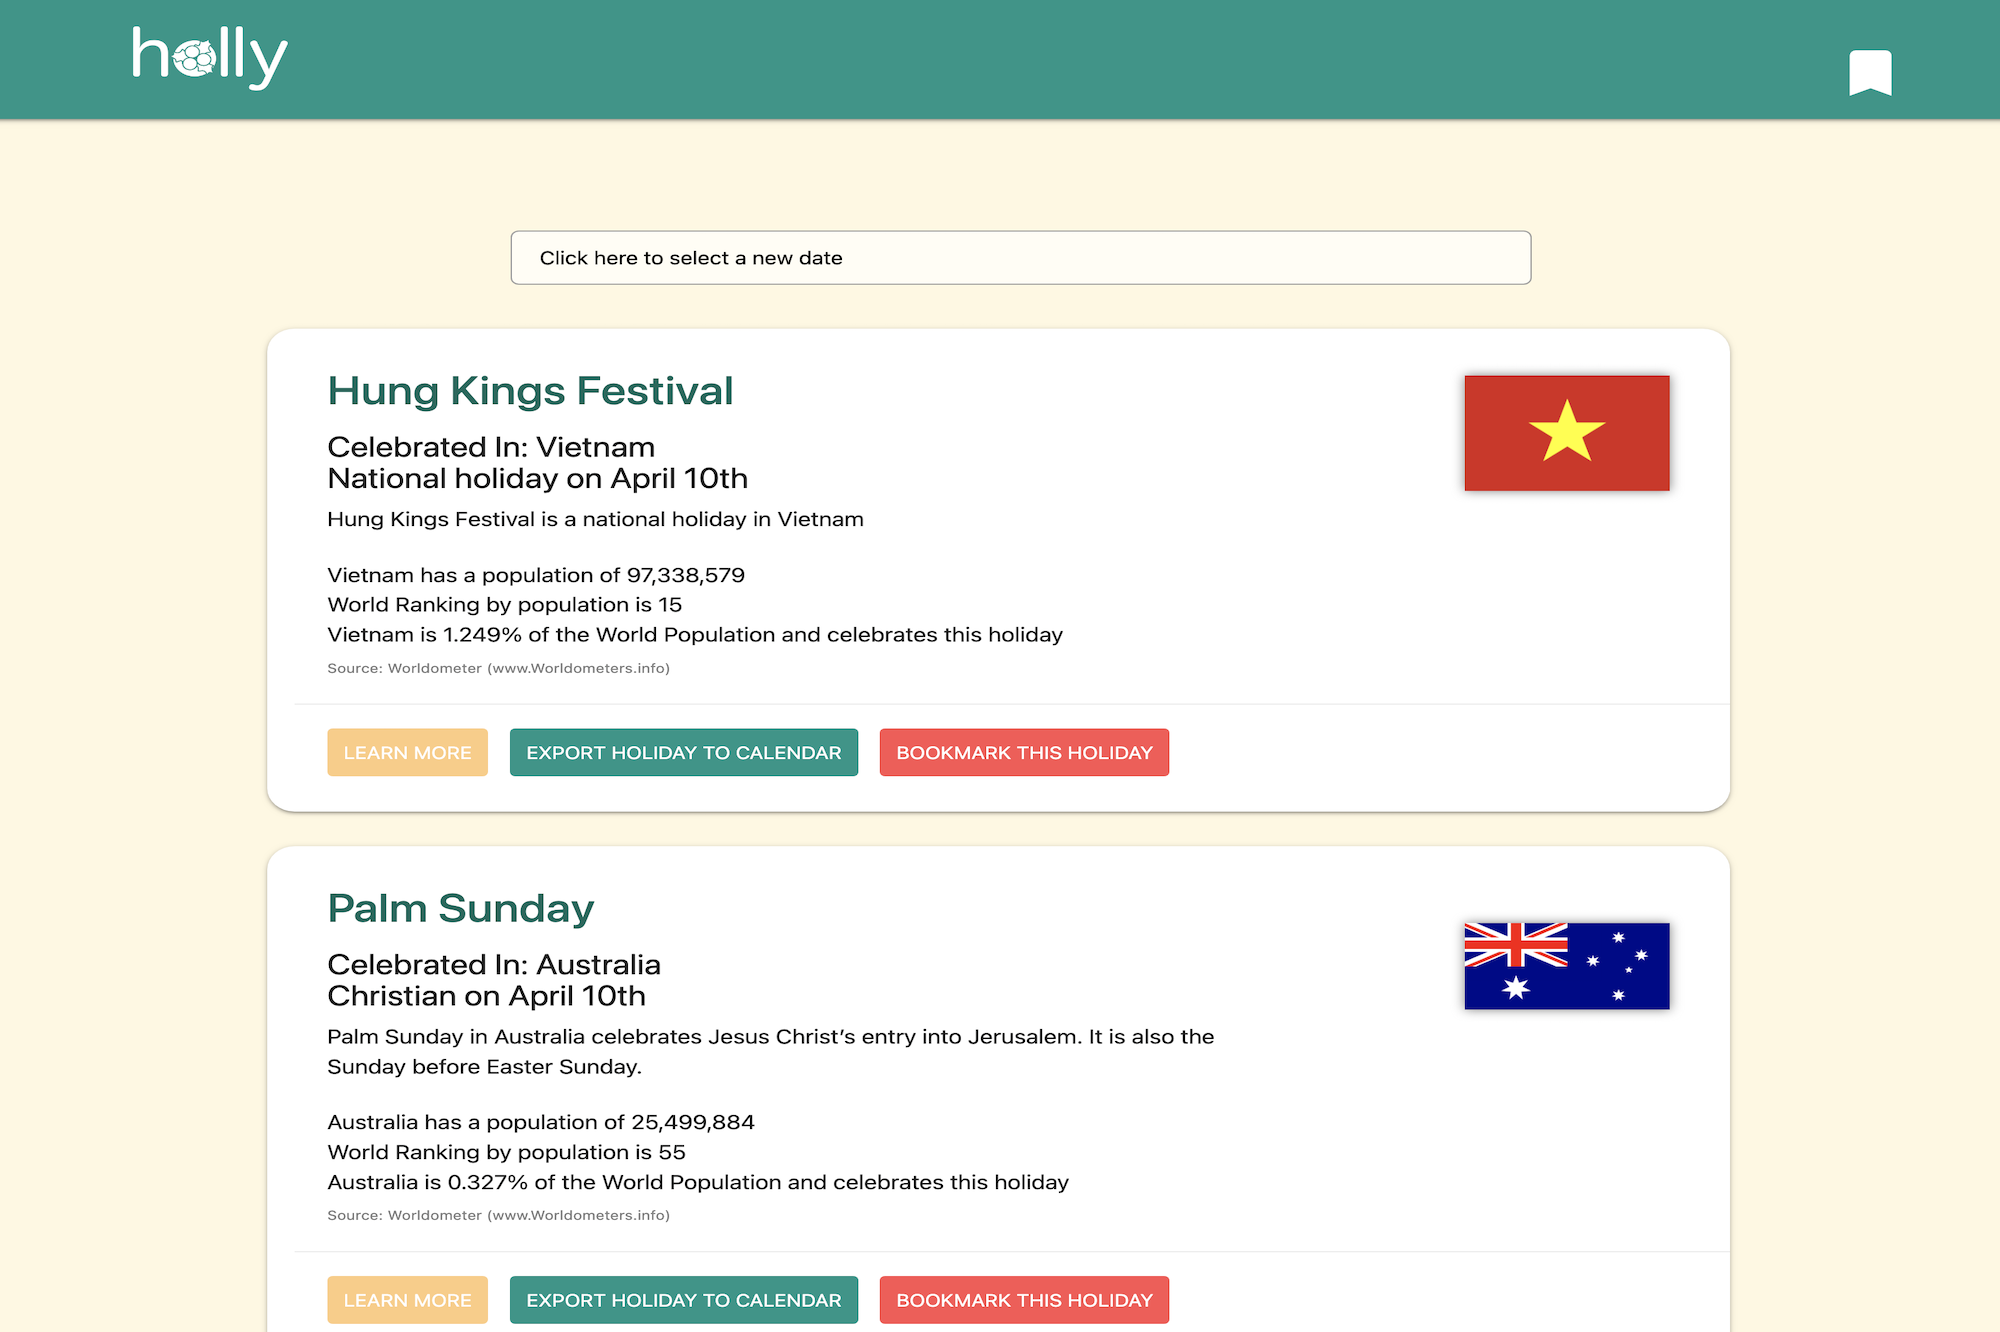 holly
Click here to select a new date
Hung Kings Festival
Celebrated In: Vietnam
National holiday on April 10th
Hung Kings Festival is a national holiday in Vietnam
Vietnam has a population of 97,338,579
World Ranking by population is 15
Vietnam is 1.249% of the World Population and celebrates this holiday
Source: Worldometer (www.Worldometers.info)
LEARN MORE EXPORT HOLIDAY TO CALENDAR BOOKMARK THIS HOLIDAY
Palm Sunday
Celebrated In: Australia
Christian on April 10th
Palm Sunday in Australia celebrates Jesus Christ’s entry into Jerusalem. It is also the
Sunday before Easter Sunday.
Australia has a population of 25,499,884
World Ranking by population is 55
Australia is 0.327% of the World Population and celebrates this holiday
Source: Worldometer (www.Worldometers.info)
LEARN MORE EXPORT HOLIDAY TO CALENDAR BOOKMARK THIS HOLIDAY